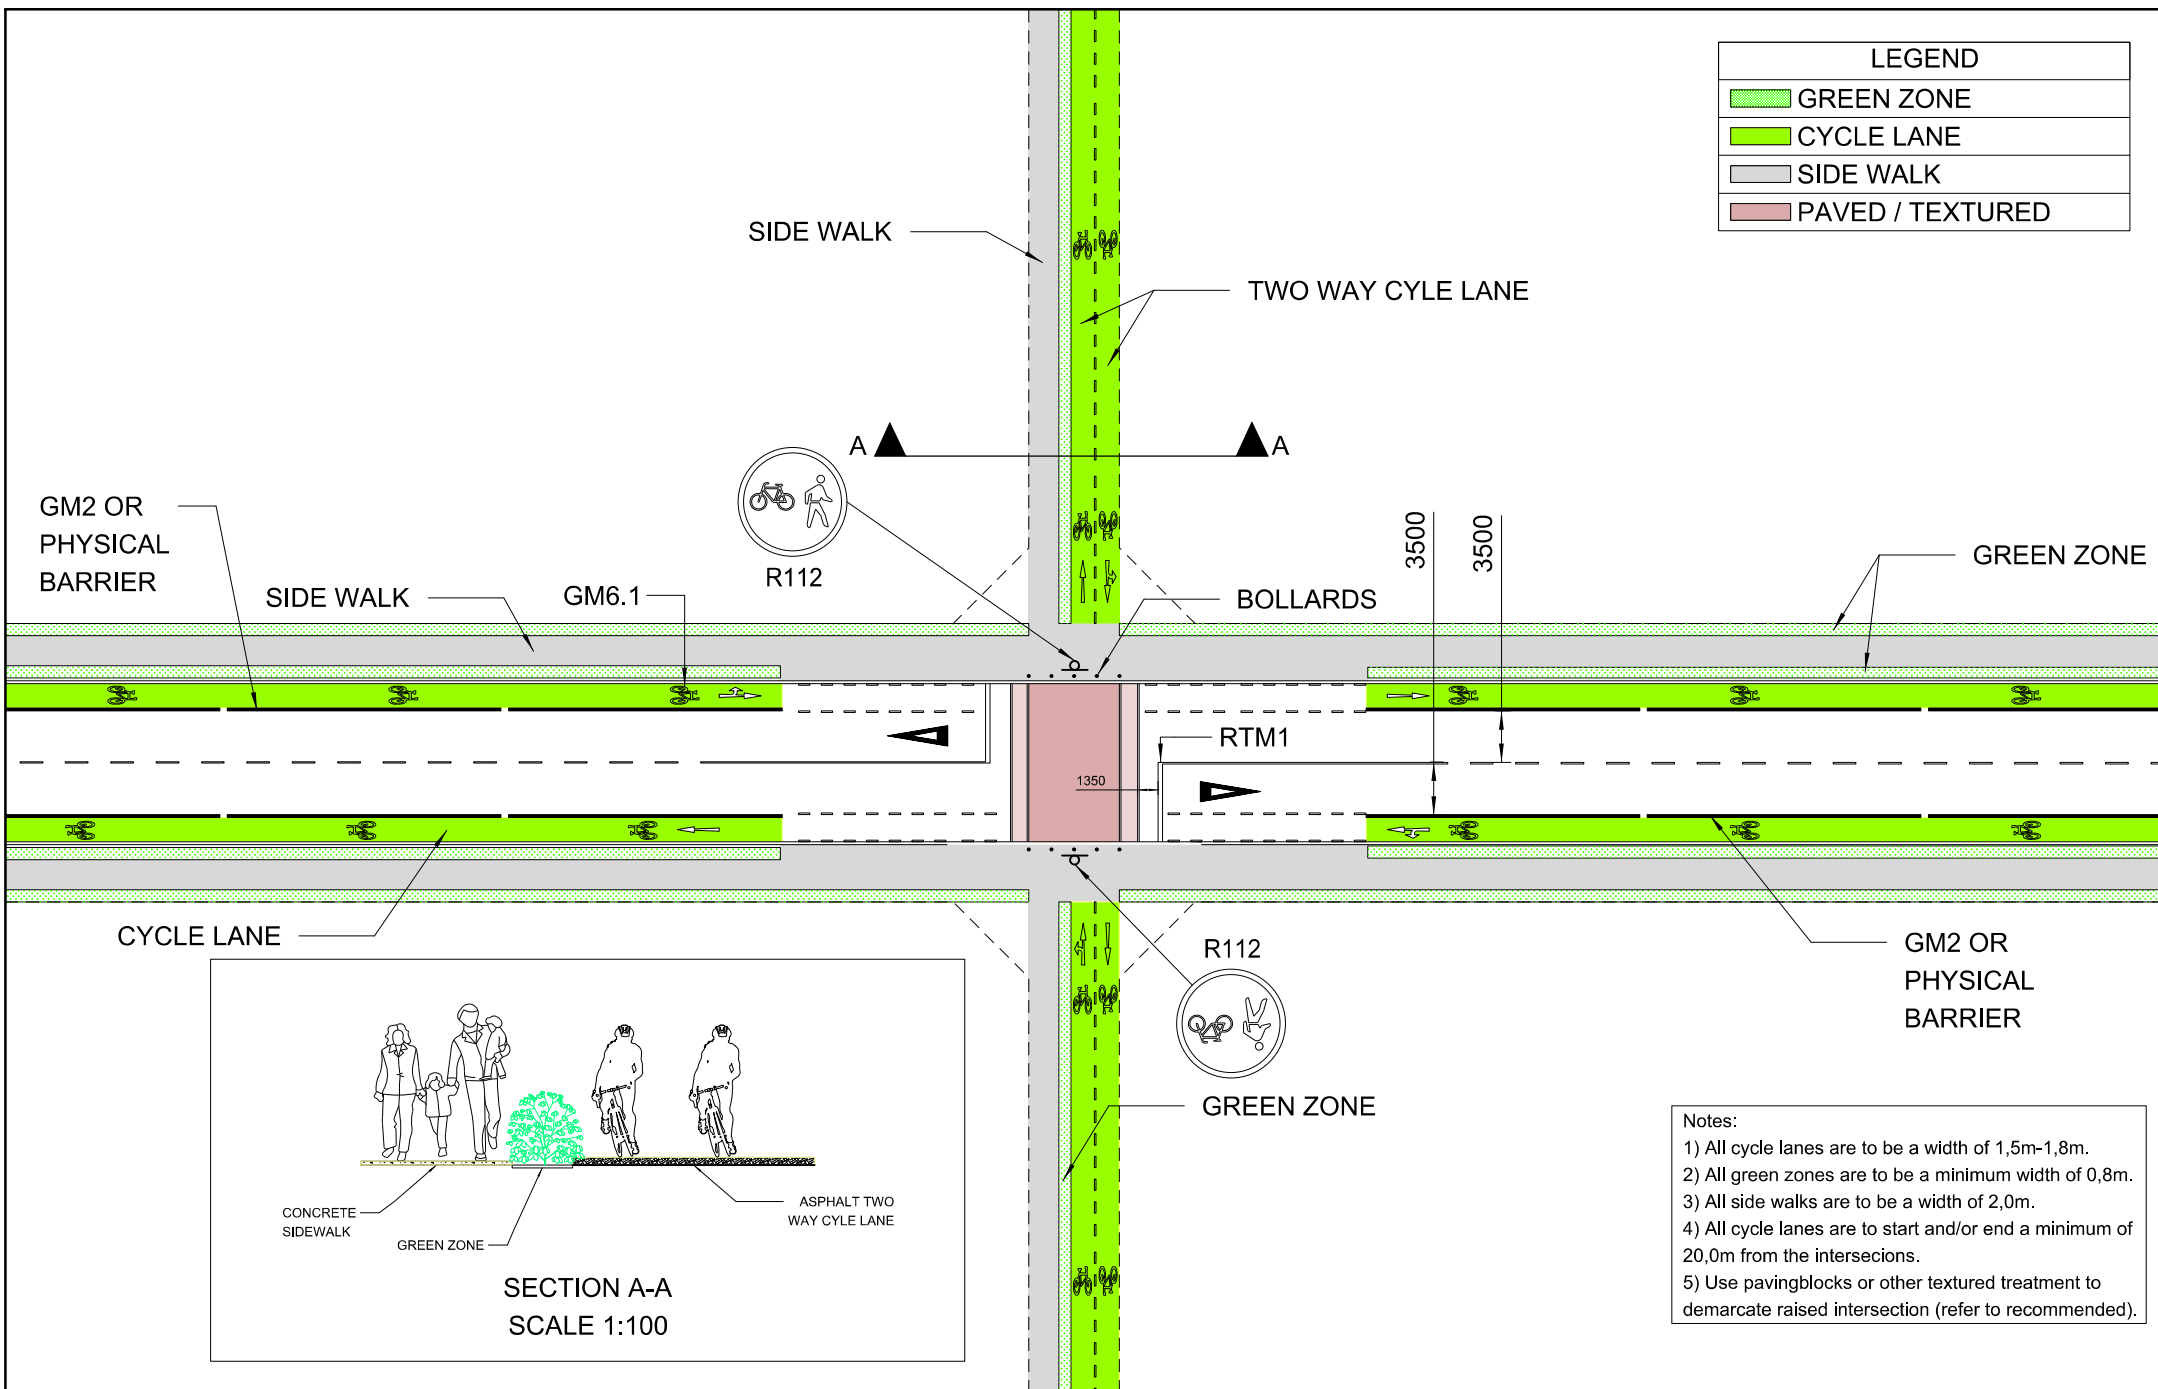 LEGEND
GREEN ZONE
CYCLE LANE
SIDE WALK
PAVED / TEXTURED
SIDE WALK
TWO WAY CYLE LANE
A
A
GM2 OR
PHYSICAL
BARRIER
R112
3500
3500
GREEN ZONE
SIDE WALK
GM6.1
BOLLARDS
RTM1
1350
CYCLE LANE
R112
GM2 OR
PHYSICAL
BARRIER
GREEN ZONE
CONCRETE
SIDEWALK
GREEN ZONE
ASPHALT TWO
WAY CYLE LANE
SECTION A-A
SCALE 1:100
Notes:
1) All cycle lanes are to be a width of 1,5m-1,8m.
2) All green zones are to be a minimum width of 0,8m.
3) All side walks are to be a width of 2,0m.
4) All cycle lanes are to start and/or end a minimum of
20,0m from the intersecions.
5) Use pavingblocks or other textured treatment to
demarcate raised intersection (refer to recommended).